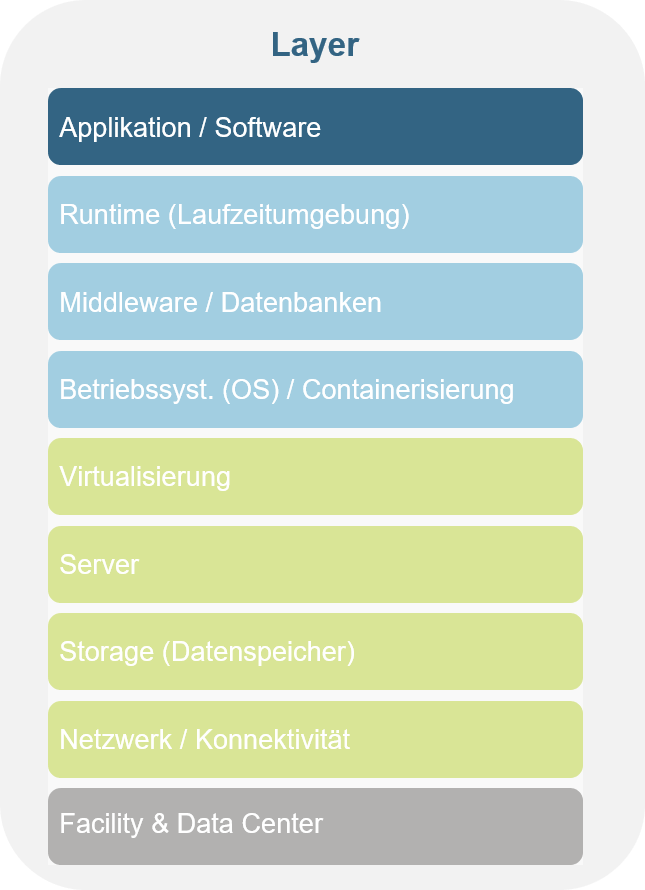 Layer
Applikation / Software
Runtime (Laufzeitumgebung)
Middleware / Datenbanken
Betriebssyst. (OS) / Containerisierung
Virtualisierung
Server
Storage (Datenspeicher)
Netzwerk / Konnektivität
Facility & Data Center